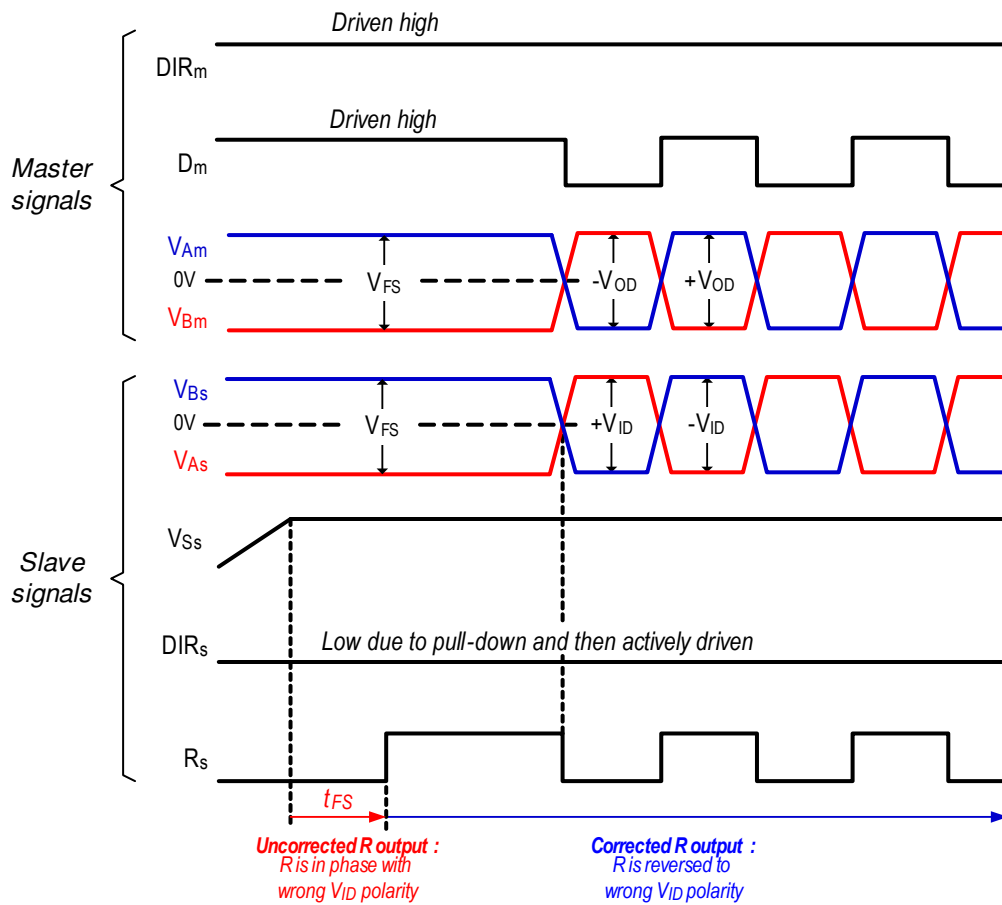 Driven high
DIRm
Driven high
Dm
Master
signals
VAm
0V
VFS
-VOD
+VOD
VBm
VBs
0V
VFS
+VID
-VID
VAs
VSs
Slave
signals
Low due to pull-down and then actively driven
DIRs
Rs
tFS
Uncorrected R output :
R is in phase with
wrong VID polarity
Corrected R output :
R is reversed to
wrong VID polarity